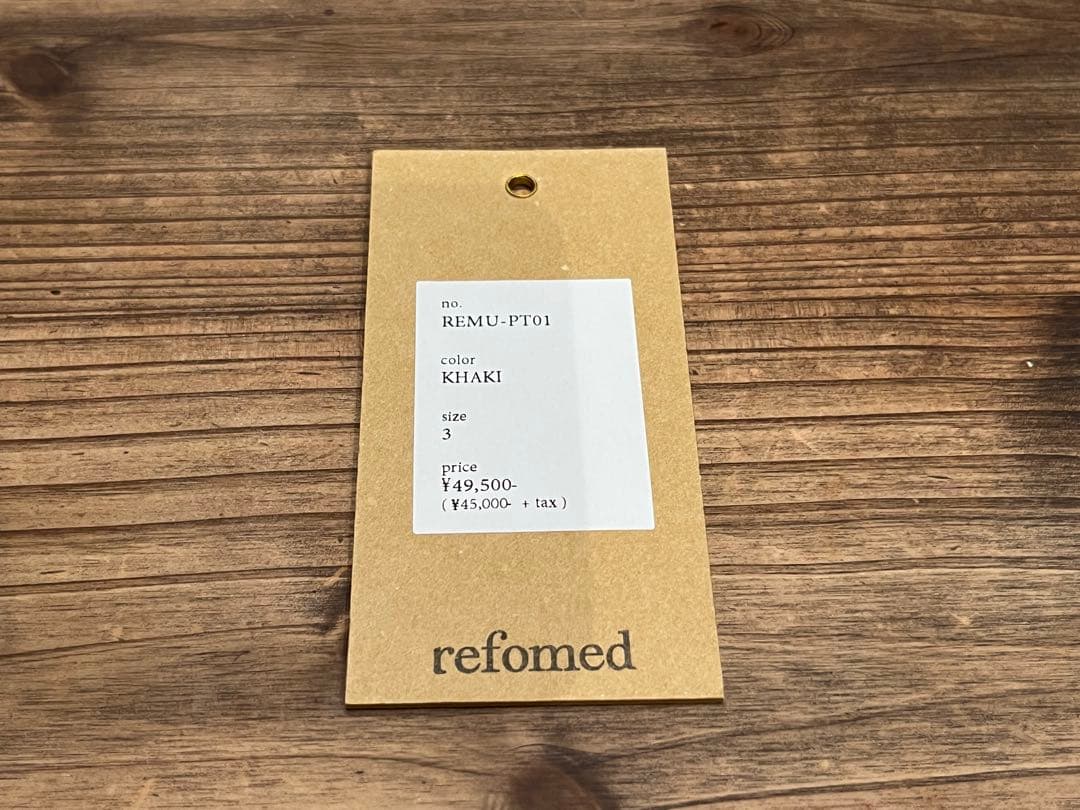 no.
REMU-PT01
color
KHAKI
size
3
price
¥49,500-
( ¥45,000- + tax )
refomed